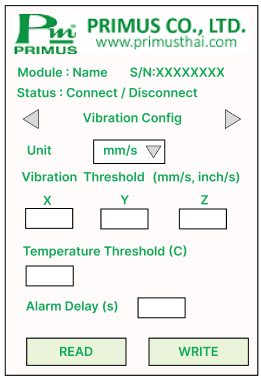 Pm PRIMUS CO., LTD.
PRIMUS www.primusthai.com
Module : Name S/N:XXXXXXXX
Status : Connect / Disconnect
Vibration Config
Unit mm/s
Vibration Threshold (mm/s, inch/s)
X Y Z
Temperature Threshold (C)
Alarm Delay (s)
READ WRITE